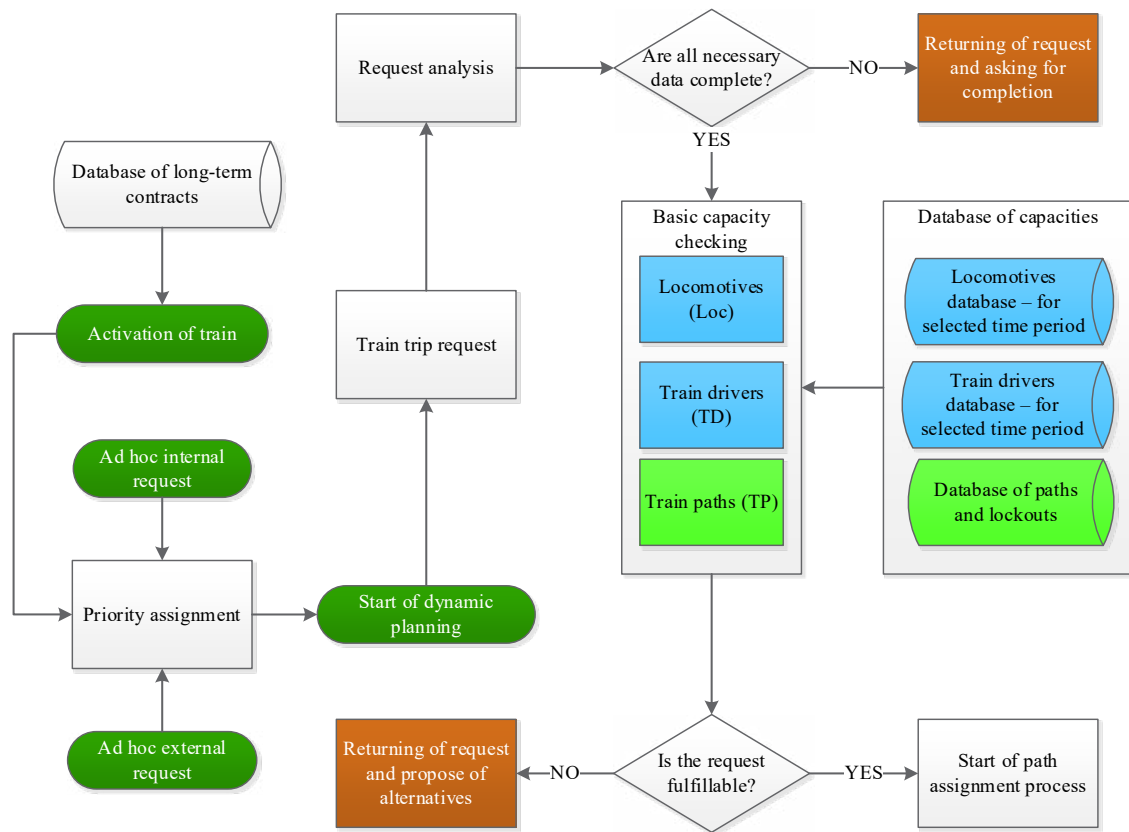 Request analysis
Are all necessary
data complete?
NO
Returning of request
and asking for
completion
YES
Database of long-term
contracts
Basic capacity
checking
Database of capacities
Locomotives
(Loc)
Locomotives
database – for
selected time period
Activation of train
Train trip request
Train drivers
(TD)
Train drivers
database – for
selected time period
Ad hoc internal
request
Train paths (TP)
Database of paths
and lockouts
Priority assignment
Start of dynamic
planning
Ad hoc external
request
Returning of request
and propose of
alternatives
NO
Is the request
fulfillable?
YES
Start of path
assignment process